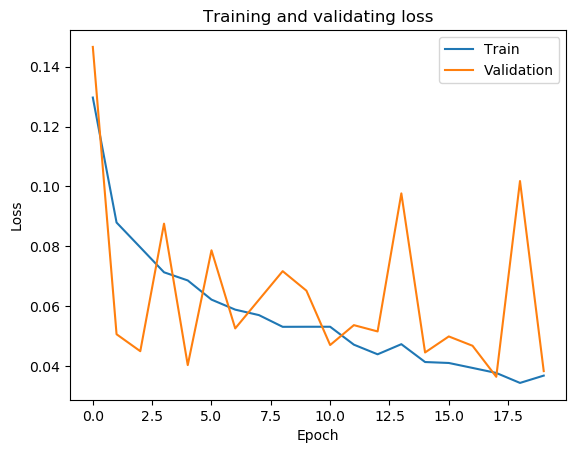 Training and validating loss
Train
Validation
0.14
0.12
0.10
0.08
0.06
0.04
Loss
0.0 2.5 5.0 7.5 10.0 12.5 15.0 17.5
Epoch